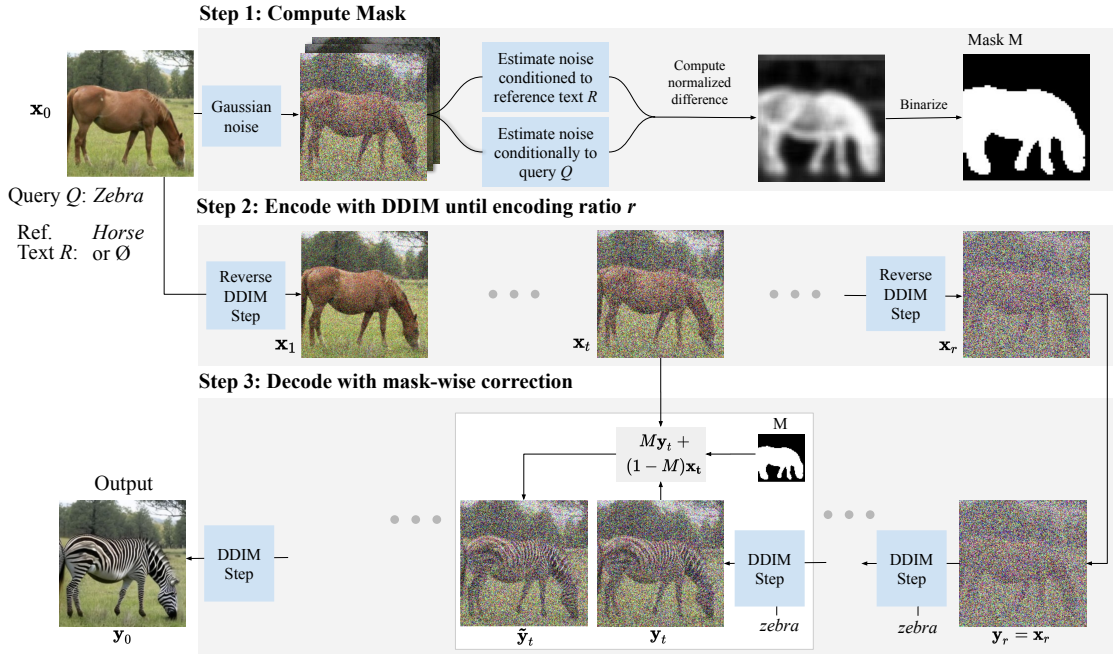 Step 1: Compute Mask
x₀
Gaussian
noise
Estimate noise
conditioned to
reference text R
Estimate noise
conditionally to
query Q
Compute
normalized
difference
Binarize
Mask M
Query Q: Zebra
Ref. Horse
Text R: or Ø
Step 2: Encode with DDIM until encoding ratio r
Reverse
DDIM
Step
x₁
xₜ
Reverse
DDIM
Step
xᵣ
Step 3: Decode with mask-wise correction
Myₜ +
(1 − M)xₜ
M
Output
DDIM
Step
DDIM
Step
DDIM
Step
zebra
zebra
y₀
ỹₜ
yₜ
yᵣ = xᵣ